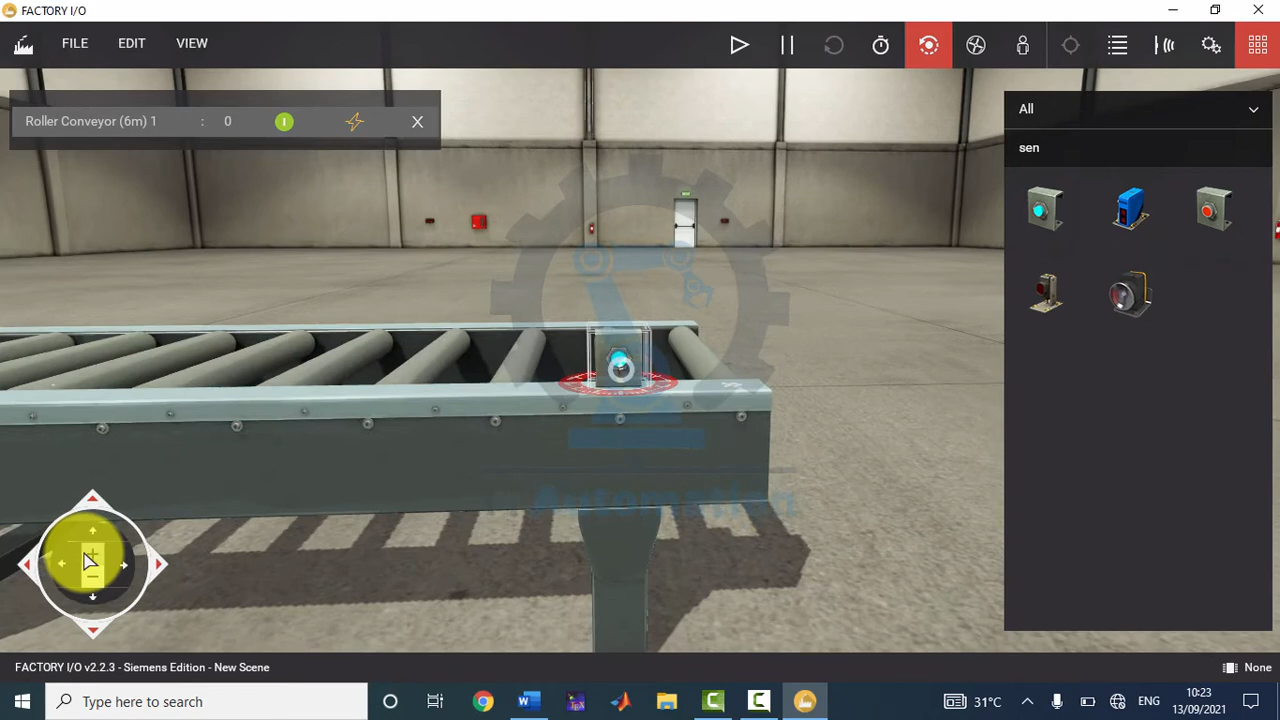 FACTORY I/O
FILE EDIT VIEW
Roller Conveyor (6m) 1 : 0
All
sen
Automation
FACTORY I/O v2.2.3 - Siemens Edition - New Scene
None
Type here to search
31°C
ENG
10:23
13/09/2021